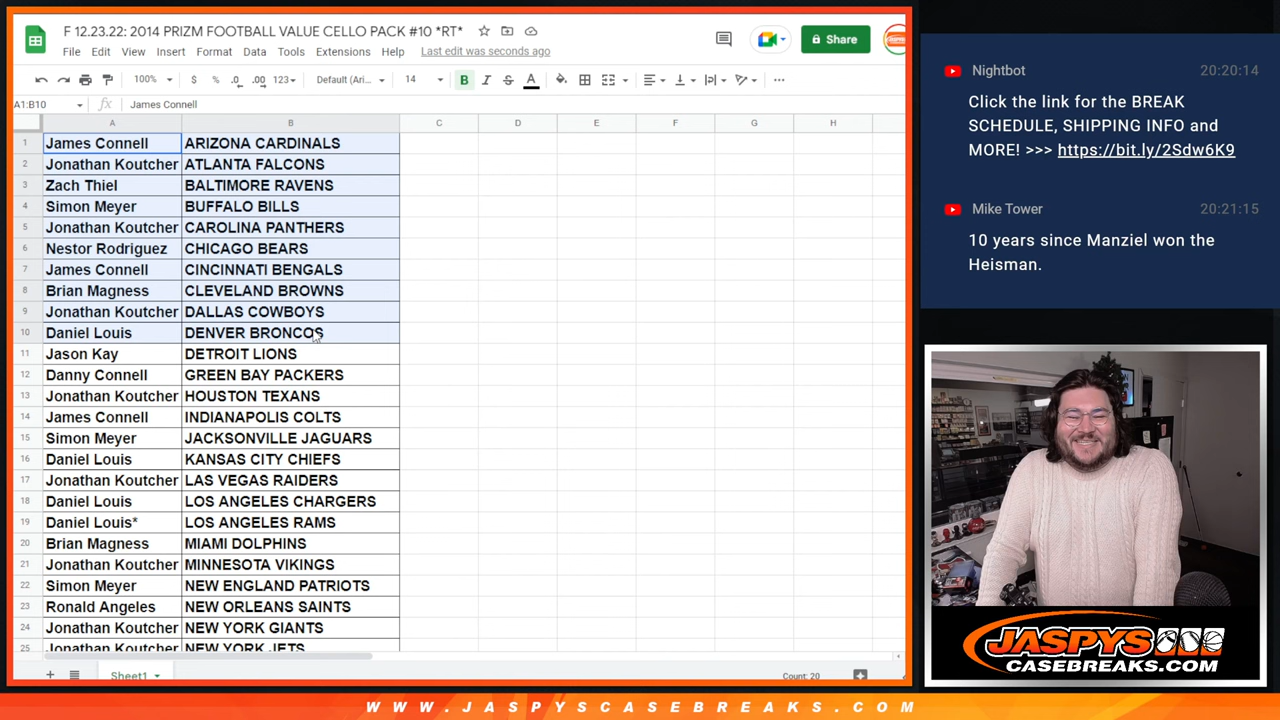 F 12.23.22: 2014 PRIZM FOOTBALL VALUE CELLO PACK #10 *RT*
File Edit View Insert Format Data Tools Extensions Help Last edit was seconds ago
Share
100% $ % .0 .00 123 Default (Ari... 14 B I S A
A1:B10 fx James Connell
A B C D E F G H
1 James Connell ARIZONA CARDINALS
2 Jonathan Koutcher ATLANTA FALCONS
3 Zach Thiel BALTIMORE RAVENS
4 Simon Meyer BUFFALO BILLS
5 Jonathan Koutcher CAROLINA PANTHERS
6 Nestor Rodriguez CHICAGO BEARS
7 James Connell CINCINNATI BENGALS
8 Brian Magness CLEVELAND BROWNS
9 Jonathan Koutcher DALLAS COWBOYS
10 Daniel Louis DENVER BRONCOS
11 Jason Kay DETROIT LIONS
12 Danny Connell GREEN BAY PACKERS
13 Jonathan Koutcher HOUSTON TEXANS
14 James Connell INDIANAPOLIS COLTS
15 Simon Meyer JACKSONVILLE JAGUARS
16 Daniel Louis KANSAS CITY CHIEFS
17 Jonathan Koutcher LAS VEGAS RAIDERS
18 Daniel Louis LOS ANGELES CHARGERS
19 Daniel Louis* LOS ANGELES RAMS
20 Brian Magness MIAMI DOLPHINS
21 Jonathan Koutcher MINNESOTA VIKINGS
22 Simon Meyer NEW ENGLAND PATRIOTS
23 Ronald Angeles NEW ORLEANS SAINTS
24 Jonathan Koutcher NEW YORK GIANTS
25 Jonathan Koutcher NEW YORK JETS
Sheet1 Count: 20
Nightbot 20:20:14
Click the link for the BREAK
SCHEDULE, SHIPPING INFO and
MORE! >>> https://bit.ly/2Sdw6K9
Mike Tower 20:21:15
10 years since Manziel won the
Heisman.
JASPYS
CASEBREAKS.COM
WWW.JASPYSCASEBREAKS.COM